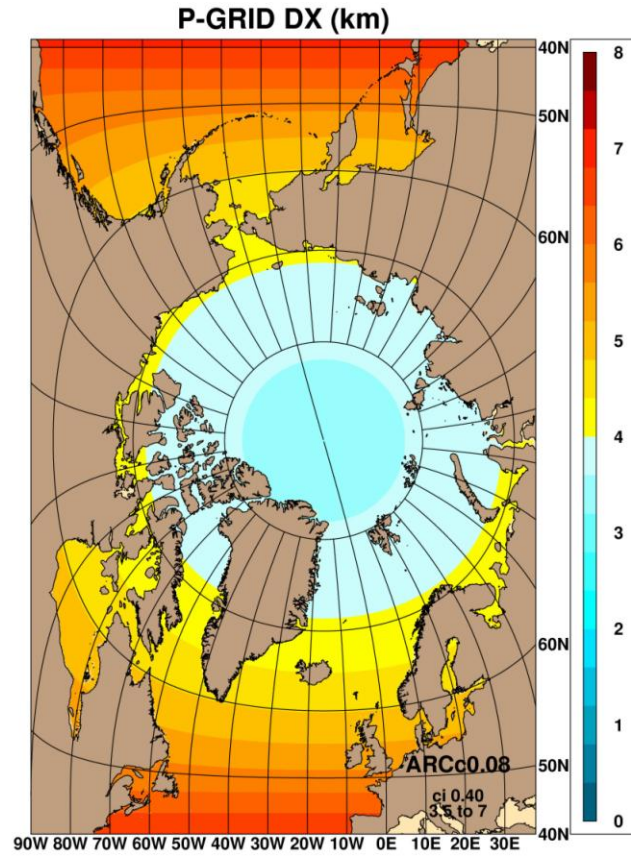 P-GRID DX (km)
40N
50N
60N
60N
50N
40N
8
7
6
5
4
3
2
1
0
ARCc0.08
ci 0.40
3.5 to 7
90W 80W 70W 60W 50W 40W 30W 20W 10W 0E 10E 20E 30E